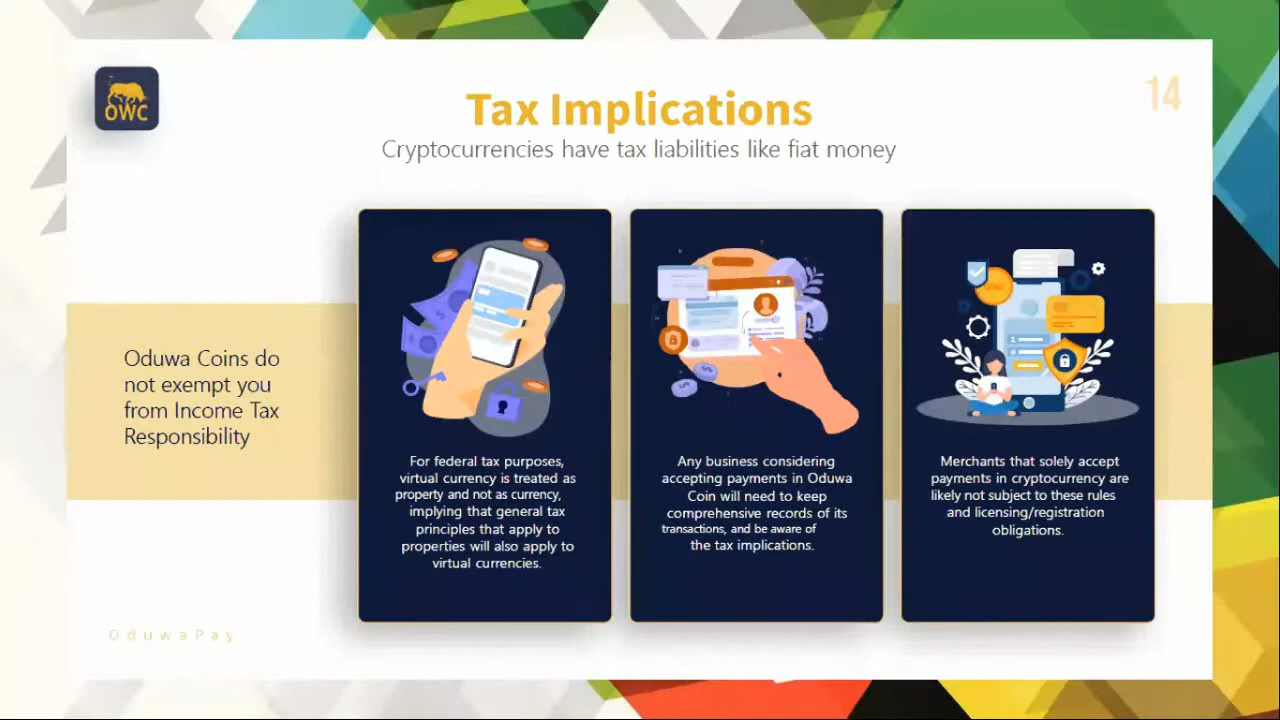 OWC
14
Tax Implications
Cryptocurrencies have tax liabilities like fiat money
Oduwa Coins do
not exempt you
from Income Tax
Responsibility
For federal tax purposes,
virtual currency is treated as
property and not as currency,
implying that general tax
principles that apply to
properties will also apply to
virtual currencies.
Any business considering
accepting payments in Oduwa
Coin will need to keep
comprehensive records of its
transactions, and be aware of
the tax implications.
Merchants that solely accept
payments in cryptocurrency are
likely not subject to these rules
and licensing/registration
obligations.
OduwaPay